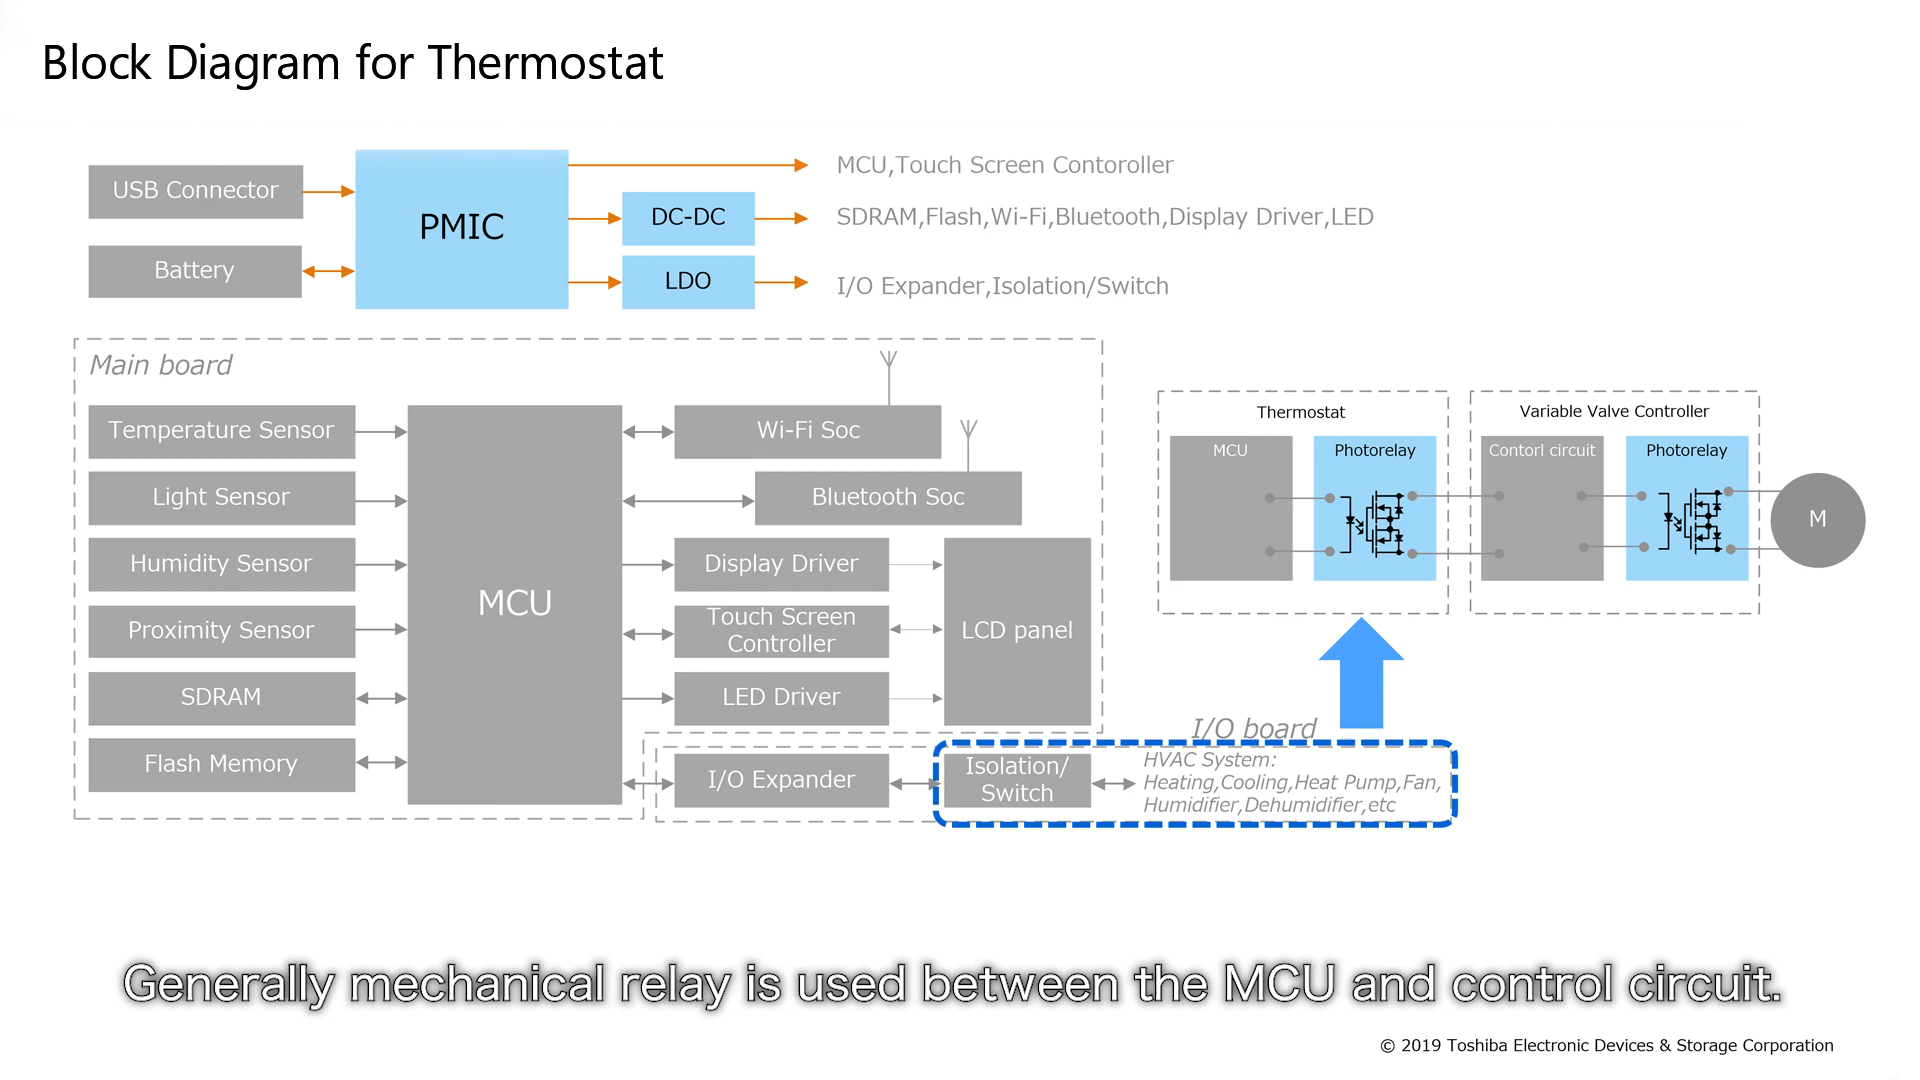 Block Diagram for Thermostat
USB Connector
Battery
PMIC
DC-DC
LDO
MCU,Touch Screen Contoroller
SDRAM,Flash,Wi-Fi,Bluetooth,Display Driver,LED
I/O Expander,Isolation/Switch
Main board
Temperature Sensor
Light Sensor
Humidity Sensor
Proximity Sensor
SDRAM
Flash Memory
MCU
Wi-Fi Soc
Bluetooth Soc
Display Driver
Touch Screen
Controller
LED Driver
LCD panel
I/O Expander
Isolation/
Switch
I/O board
HVAC System:
Heating,Cooling,Heat Pump,Fan,
Humidifier,Dehumidifier,etc
Thermostat
MCU
Photorelay
Variable Valve Controller
Contorl circuit
Photorelay
M
Generally mechanical relay is used between the MCU and control circuit.
© 2019 Toshiba Electronic Devices & Storage Corporation